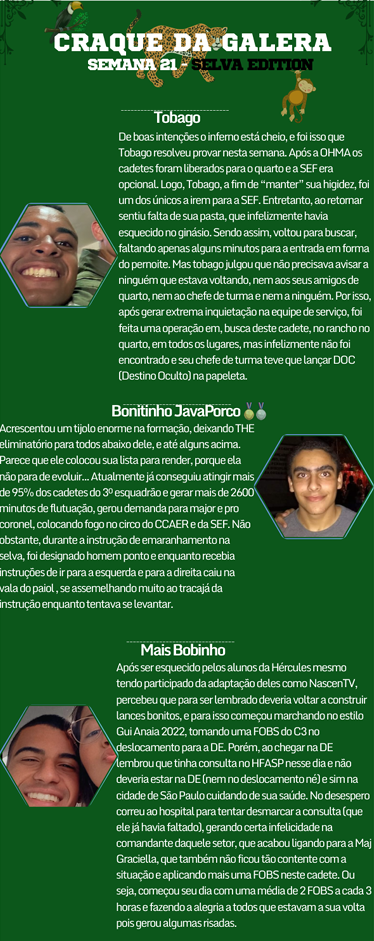 CRAQUE DA GALERA
SEMANA 21 - SELVA EDITION
Tobago
De boas intenções o inferno está cheio, e foi isso que
Tobago resolveu provar nesta semana. Após a OHMA os
cadetes foram liberados para o quarto e a SEF era
opcional. Logo, Tobago, a fim de “manter” sua higidez, foi
um dos únicos a irem para a SEF. Entretanto, ao retornar
sentiu falta de sua pasta, que infelizmente havia
esquecido no ginásio. Sendo assim, voltou para buscar,
faltando apenas alguns minutos para a entrada em forma
do pernoite. Mas tobago julgou que não precisava avisar a
ninguém que estava voltando, nem aos seus amigos de
quarto, nem ao chefe de turma e nem a ninguém. Por isso,
após gerar extrema inquietação na equipe de serviço, foi
feita uma operação em, busca deste cadete, no rancho no
quarto, em todos os lugares, mas infelizmente não foi
encontrado e seu chefe de turma teve que lançar DOC
(Destino Oculto) na papeleta.
Bonitinho JavaPorco
Acrescentou um tijolo enorme na formação, deixando THE
eliminatório para todos abaixo dele, e até alguns acima.
Parece que ele colocou sua lista para render, porque ela
não para de evoluir... Atualmente já conseguiu atingir mais
de 95% dos cadetes do 3º esquadrão e gerar mais de 2600
minutos de flutuação, gerou demanda para major e pro
coronel, colocando fogo no circo do CCAER e da SEF. Não
obstante, durante a instrução de emaranhamento na
selva, foi designado homem ponto e enquanto recebia
instruções de ir para a esquerda e para a direita caiu na
vala do paiol , se assemelhando muito ao tracajá da
instrução enquanto tentava se levantar.
Mais Bobinho
Após ser esquecido pelos alunos da Hércules mesmo
tendo participado da adaptação deles como NascenTV,
percebeu que para ser lembrado deveria voltar a construir
lances bonitos, e para isso começou marchando no estilo
Gui Anaia 2022, tomando uma FOBS do C3 no
deslocamento para a DE. Porém, ao chegar na DE
lembrou que tinha consulta no HFASP nesse dia e não
deveria estar na DE (nem no deslocamento né) e sim na
cidade de São Paulo cuidando de sua saúde. No desespero
correu ao hospital para tentar desmarcar a consulta (que
ele já havia faltado), gerando certa infelicidade na
comandante daquele setor, que acabou ligando para a Maj
Graciella, que também não ficou tão contente com a
situação e aplicando mais uma FOBS neste cadete. Ou
seja, começou seu dia com uma média de 2 FOBS a cada 3
horas e fazendo a alegria a todos que estavam a sua volta
pois gerou algumas risadas.